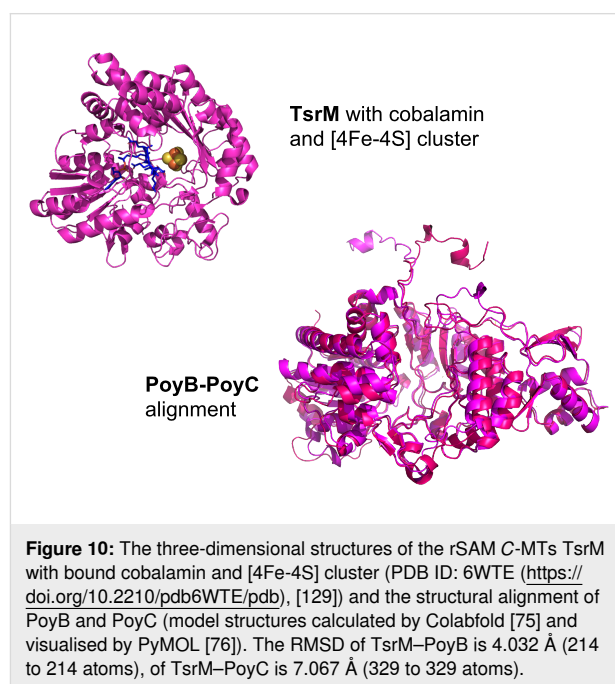 TsrM with cobalamin
and [4Fe-4S] cluster
PoyB-PoyC
alignment
Figure 10: The three-dimensional structures of the rSAM C-MTs TsrM
with bound cobalamin and [4Fe-4S] cluster (PDB ID: 6WTE (https://
doi.org/10.2210/pdb6WTE/pdb), [129]) and the structural alignment of
PoyB and PoyC (model structures calculated by Colabfold [75] and
visualised by PyMOL [76]). The RMSD of TsrM–PoyB is 4.032 Å (214
to 214 atoms), of TsrM–PoyC is 7.067 Å (329 to 329 atoms).